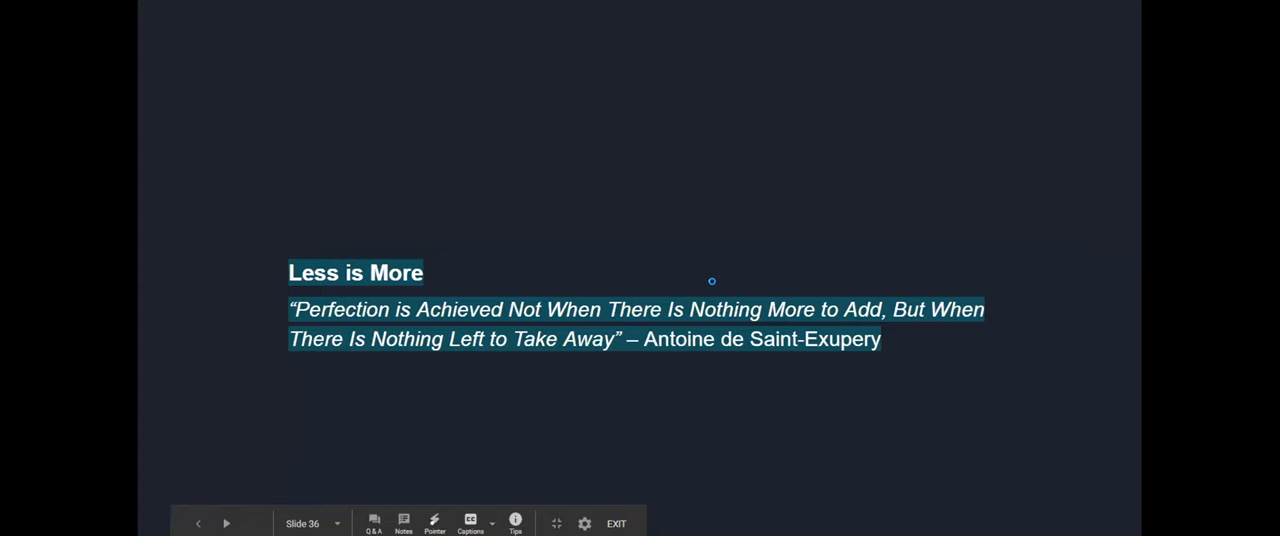 Less is More
“Perfection is Achieved Not When There Is Nothing More to Add, But When
There Is Nothing Left to Take Away” – Antoine de Saint-Exupery
Slide 36
Q & A
Notes
Pointer
CC
Captions
Tips
EXIT